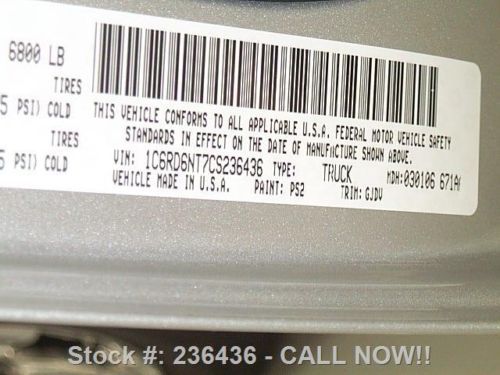 6800 LB
TIRES
5 PSI) COLD
TIRES
5 PSI) COLD
THIS VEHICLE CONFORMS TO ALL APPLICABLE U.S.A. FEDERAL MOTOR VEHICLE SAFETY
STANDARDS IN EFFECT ON THE DATE OF MANUFACTURE SHOWN ABOVE.
VIN: 1C6RD6NT7CS236436 TYPE: TRUCK MDH:030106 671A
VEHICLE MADE IN U.S.A. PAINT: PS2 TRIM: GJDV
Stock #: 236436 - CALL NOW!!